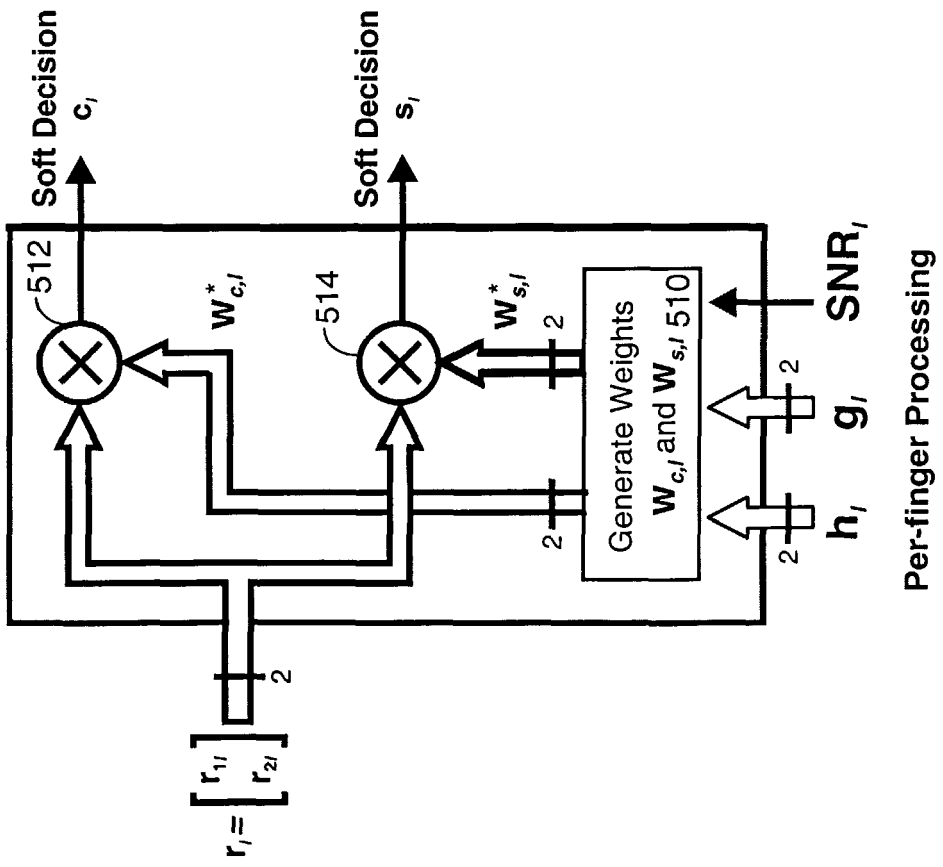 Soft Decision
c_l
Soft Decision
s_l
512
514
w*_{c,l}
w*_{s,l}
2
2
r_l = [r_{1l}
r_{2l}]
2
Generate Weights
w_{c,l} and w_{s,l} 510
2
2
h_l
g_l
SNR_l
Per-finger Processing